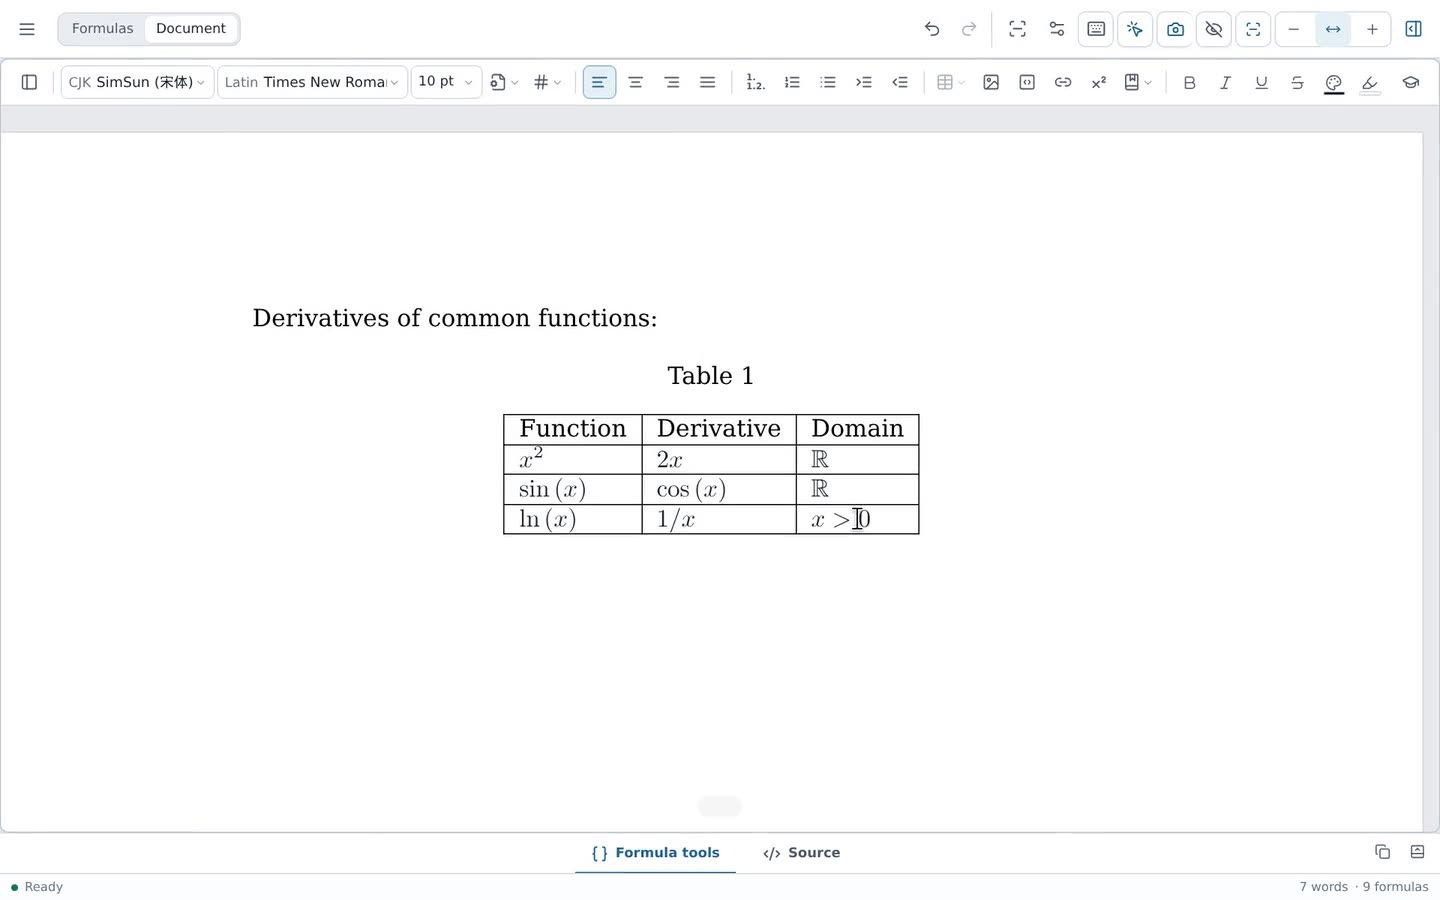 Formulas Document
CJK SimSun (宋体) Latin Times New Roma 10 pt
Derivatives of common functions:
Table 1
Function Derivative Domain
x² 2x ℝ
sin (x) cos (x) ℝ
ln (x) 1/x x > 0
{} Formula tools </> Source
Ready 7 words · 9 formulas